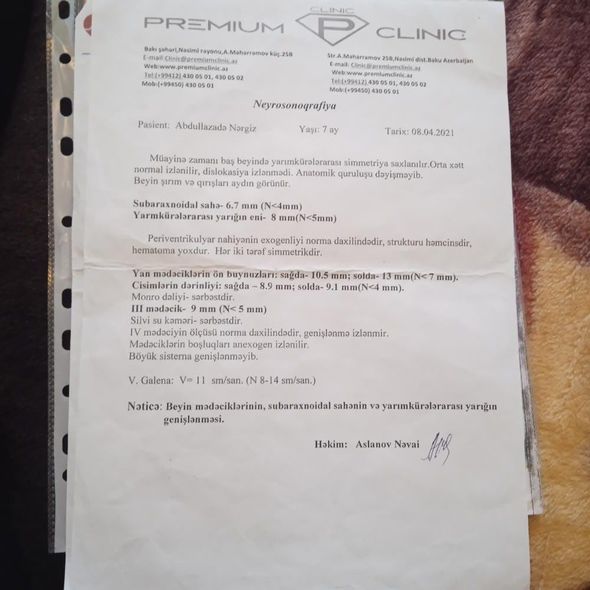 CLINIC
PREMIUM P CLINIC
Bakı şəhəri,Nəsimi rayonu,A.Məhərrəmov küç.25B
E-mail:Clinic@premiumclinic.az
Web:www.premiumclinic.az
Tel:(+99412) 430 05 01, 430 05 02
Mob:(+99450) 430 05 01
Str.A.Maharramov 25B,Nasimi dist.Baku Azerbaijan
E-mail: Clinic@premiumclinic.az
Web:www.premiumclinic.az
Tel:(+99412) 430 05 01, 430 05 02
Mob:(+99450) 430 05 01
Neyrosonoqrafiya
Pasient: Abdullazadə Nərgiz Yaşı: 7 ay Tarix: 08.04.2021
Müayinə zamanı baş beyində yarımkürələrarası simmetriya saxlanılır.Orta xətt
normal izlənilir, dislokasiya izlənmədi. Anatomik quruluşu dəyişməyib.
Beyin şırım və qırışları aydın görünür.
Subaraxnoidal sahə- 6.7 mm (N<4mm)
Yarmkürələrarası yarığın eni- 8 mm(N<5mm)
Periventrikulyar nahiyənin exogenliyi norma daxilindədir, strukturu həmcinsdir,
hematoma yoxdur. Hər iki tərəf simmetrikdir.
Yan mədəciklərin ön buynuzları: sağda- 10.5 mm; solda- 13 mm(N< 7 mm).
Cisimlərin dərinliyi: sağda – 8.9 mm; solda- 9.1 mm(N<4 mm).
Monro dəliyi- sərbəstdir.
III mədəcik- 9 mm (N< 5 mm)
Silvi su kəməri- sərbəstdir.
IV mədəciyin ölçüsü norma daxilindədir, genişlənmə izlənmir.
Mədəciklərin boşluqları anexogen izlənilir.
Böyük sisterna genişlənməyib.
V. Galena: V= 11 sm/san. (N 8-14 sm/san.)
Nəticə: Beyin mədəciklərinin, subaraxnoidal sahənin və yarımkürələrarası yarığın
genişlənməsi.
Həkim: Aslanov Nəvai